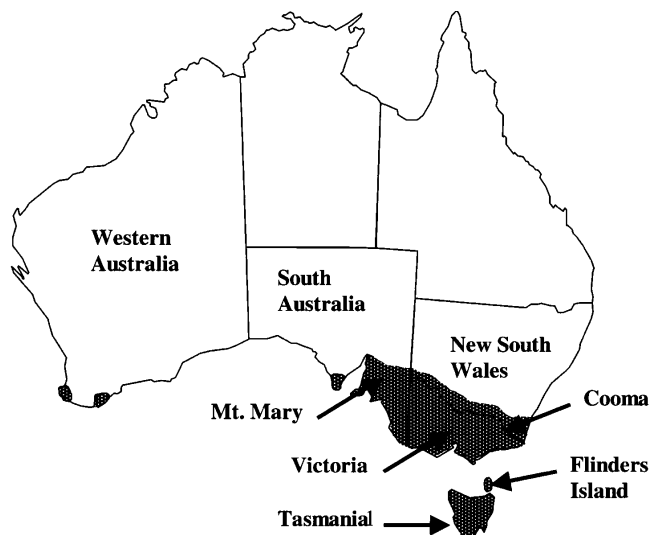 Western
Australia
South
Australia
New South
Wales
Cooma
Mt. Mary
Victoria
Flinders
Island
Tasmanial